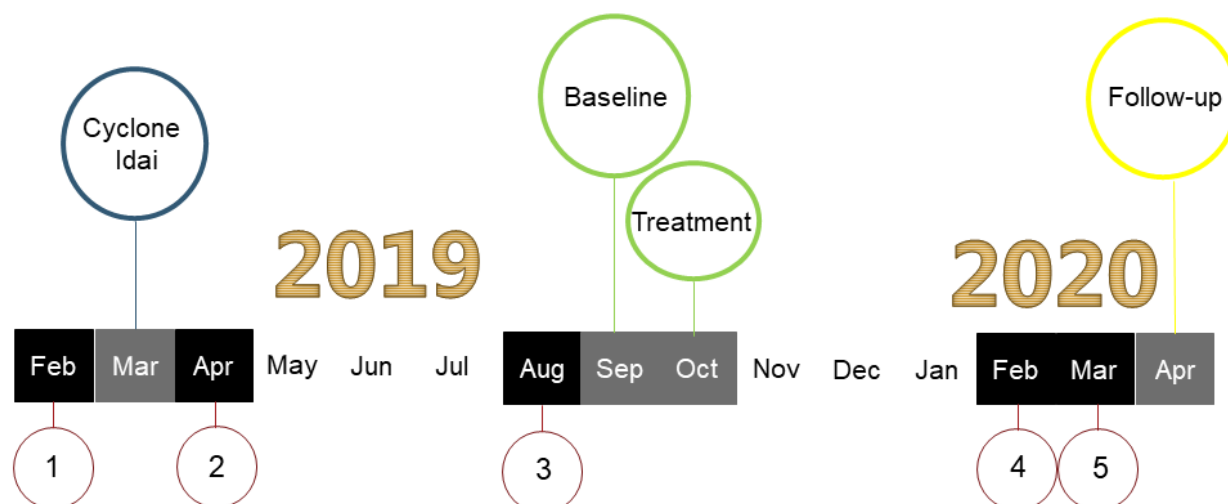 Cyclone
Idai
Baseline
Treatment
Follow-up
2019
2020
Feb Mar Apr May Jun Jul Aug Sep Oct Nov Dec Jan Feb Mar Apr
1 2 3 4 5